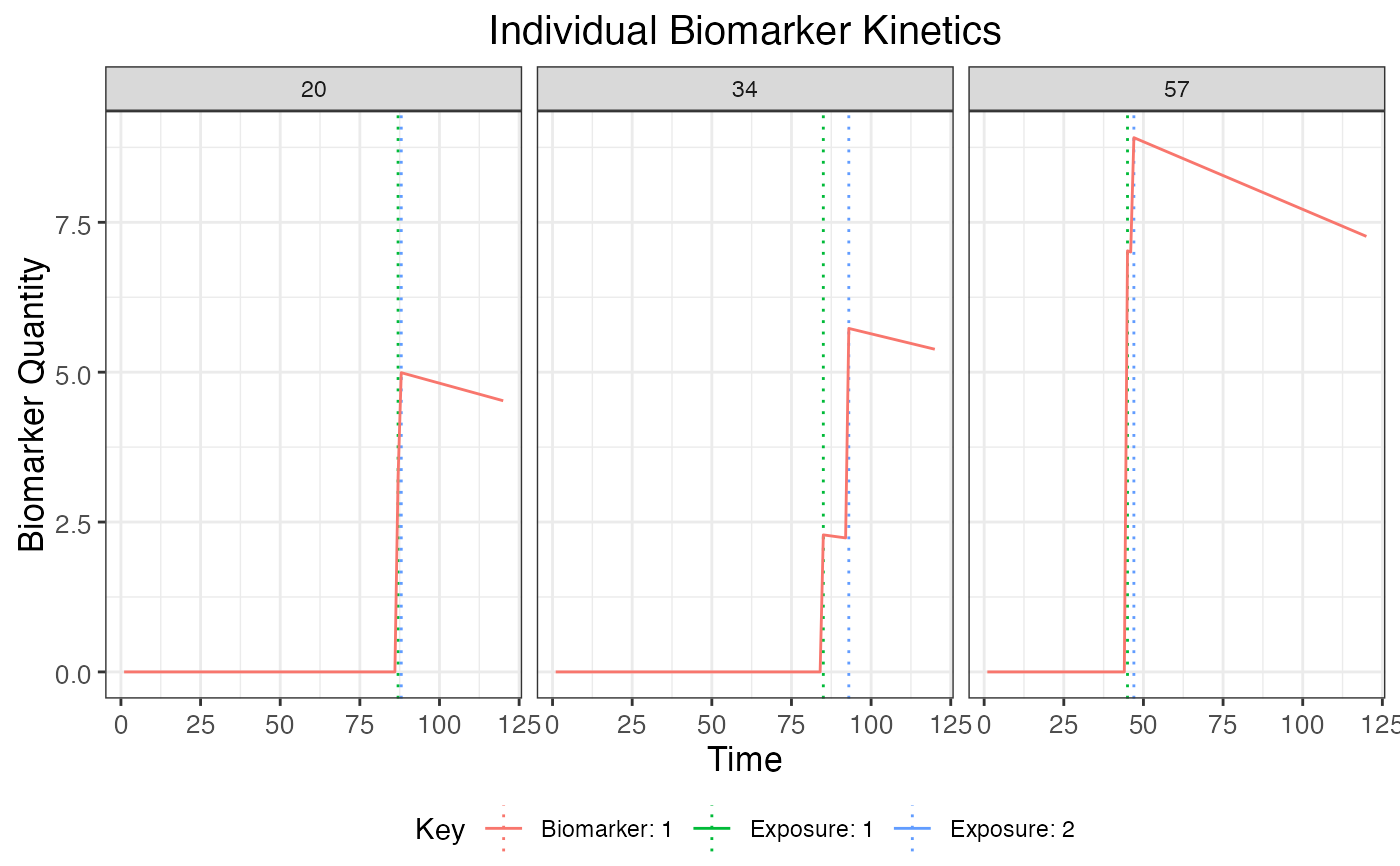 Individual Biomarker Kinetics
20 34 57
Biomarker Quantity
7.5
5.0
2.5
0.0
0 25 50 75 100 125 0 25 50 75 100 125 0 25 50 75 100 125
Time
Key Biomarker: 1 Exposure: 1 Exposure: 2